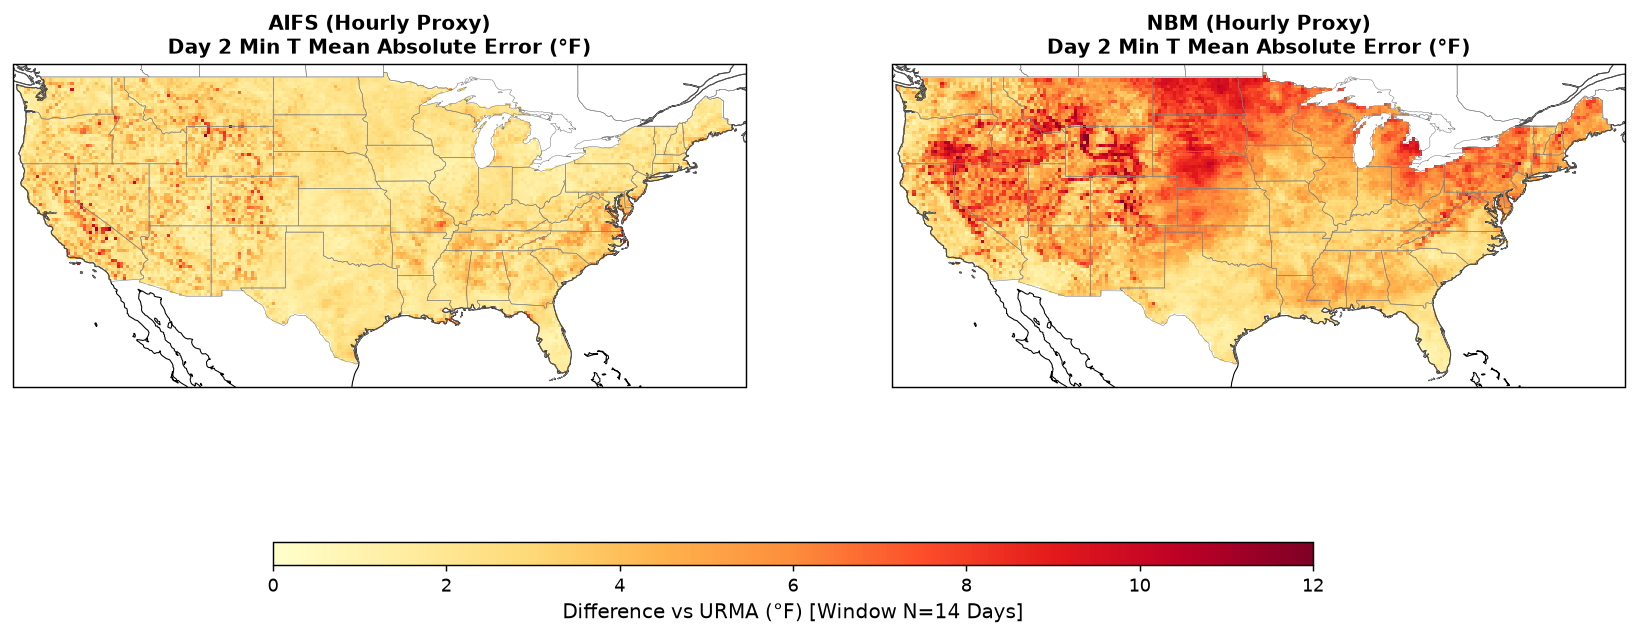 AIFS (Hourly Proxy)
Day 2 Min T Mean Absolute Error (°F)
NBM (Hourly Proxy)
Day 2 Min T Mean Absolute Error (°F)
0 2 4 6 8 10 12
Difference vs URMA (°F) [Window N=14 Days]